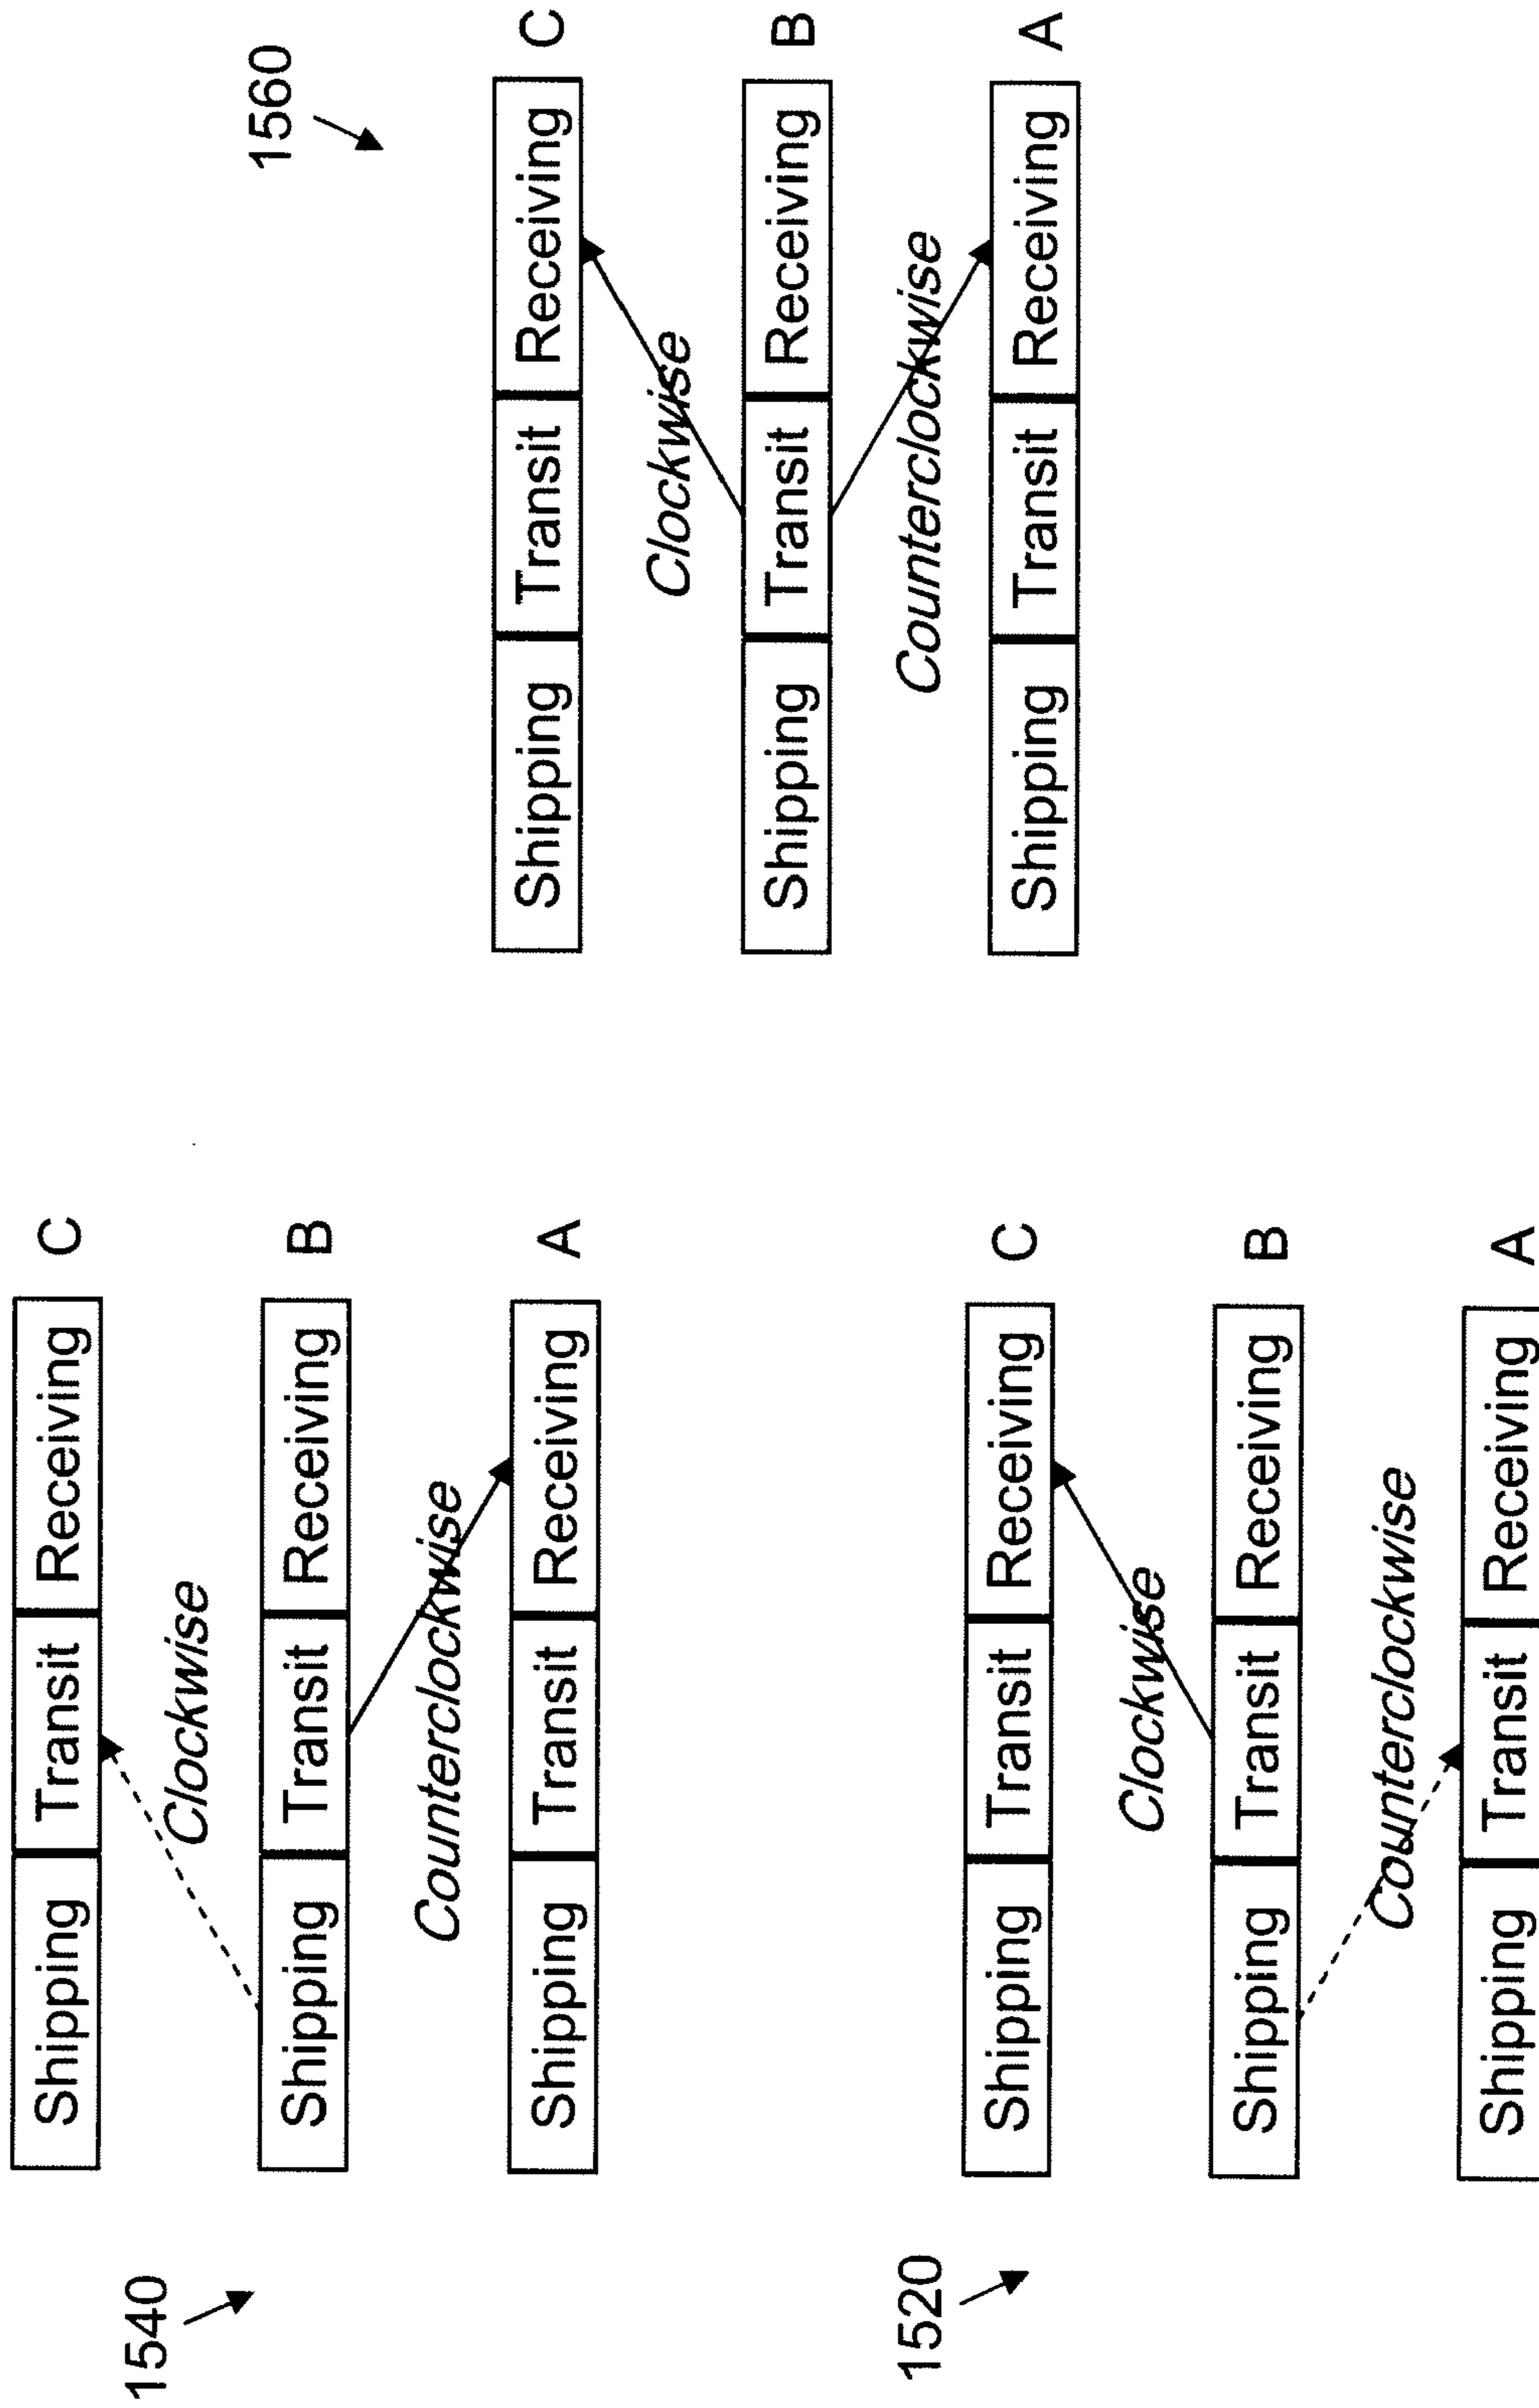 1540
Shipping Transit Receiving C
Clockwise
Shipping Transit Receiving B
Counterclockwise
Shipping Transit Receiving A
1520
Shipping Transit Receiving C
Clockwise
Shipping Transit Receiving B
Counterclockwise
Shipping Transit Receiving A
1560
Shipping Transit Receiving C
Clockwise
Shipping Transit Receiving B
Counterclockwise
Shipping Transit Receiving A